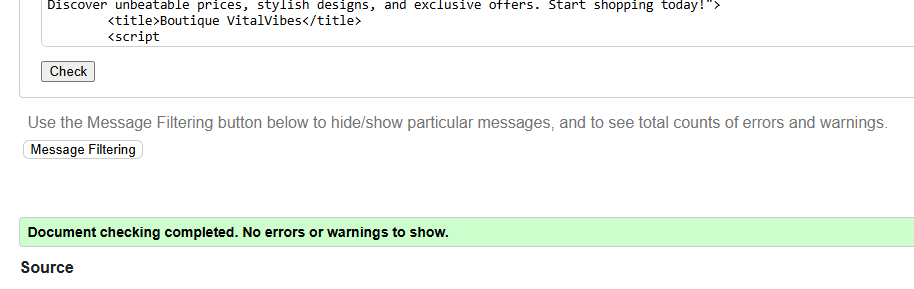 Discover unbeatable prices, stylish designs, and exclusive offers. Start shopping today!">
<title>Boutique VitalVibes</title>
<script
Check
Use the Message Filtering button below to hide/show particular messages, and to see total counts of errors and warnings.
Message Filtering
Document checking completed. No errors or warnings to show.
Source